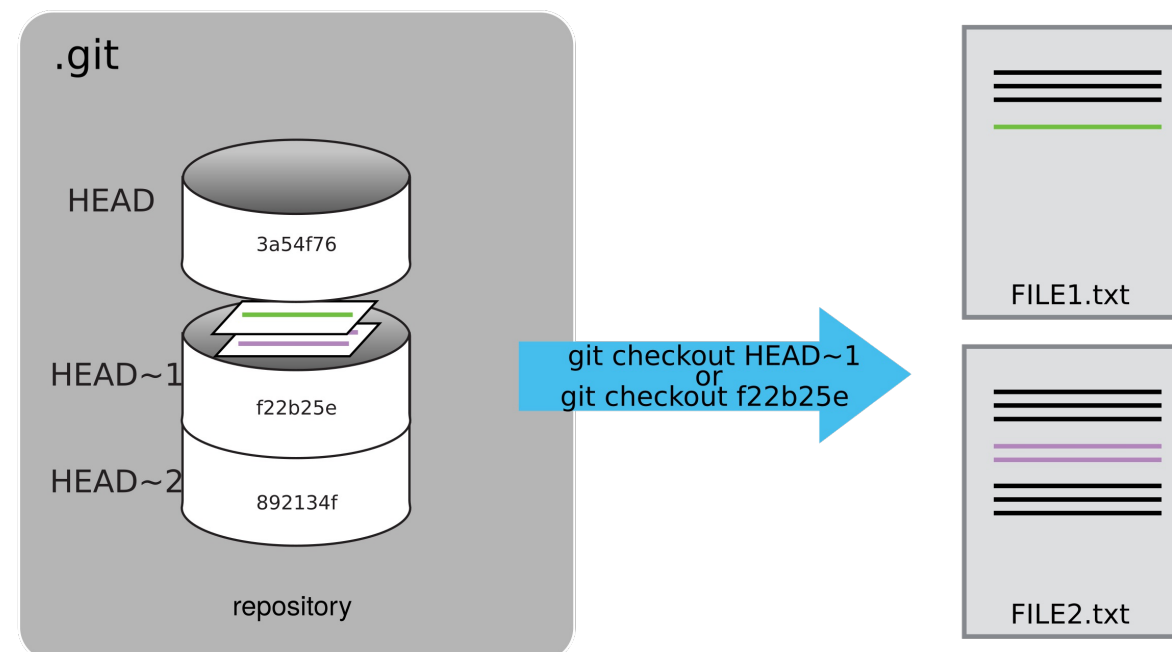 .git
HEAD
3a54f76
HEAD~1
f22b25e
HEAD~2
892134f
repository
git checkout HEAD~1
or
git checkout f22b25e
FILE1.txt
FILE2.txt